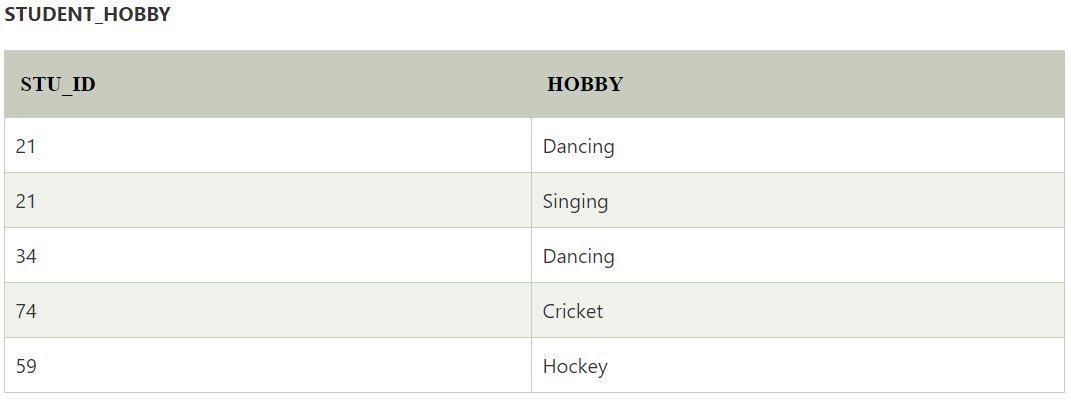 STUDENT_HOBBY
STU_ID HOBBY
21 Dancing
21 Singing
34 Dancing
74 Cricket
59 Hockey